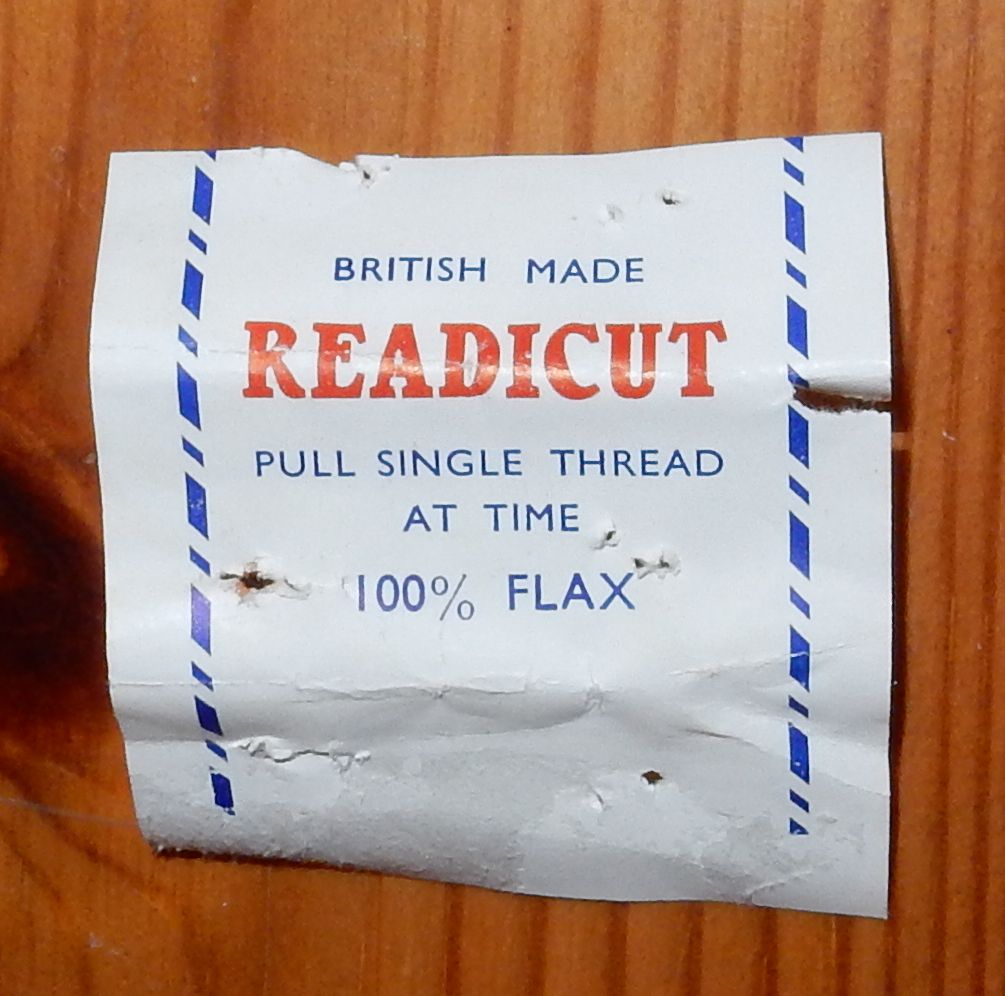 BRITISH MADE
READICUT
PULL SINGLE THREAD
AT TIME
100% FLAX